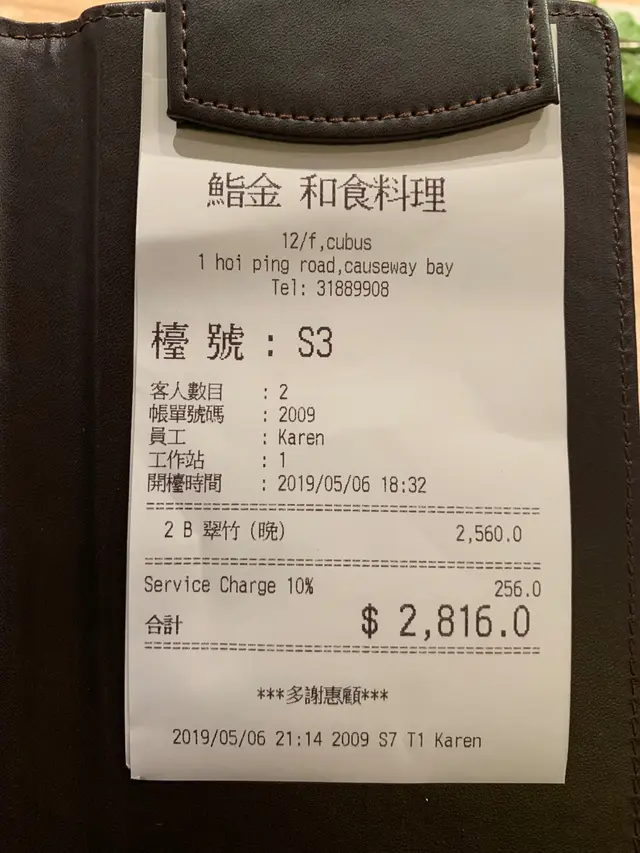 鮨金 和食料理
12/f,cubus
1 hoi ping road,causeway bay
Tel: 31889908
檯號 : S3
客人數目 : 2
帳單號碼 : 2009
員工 : Karen
工作站 : 1
開檯時間 : 2019/05/06 18:32
2 B 翠竹(晚) 2,560.0
Service Charge 10% 256.0
合計 $ 2,816.0
***多謝惠顧***
2019/05/06 21:14 2009 S7 T1 Karen